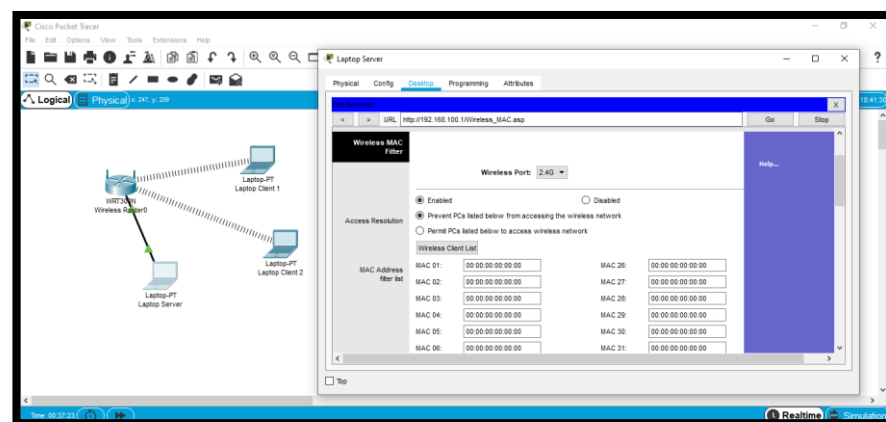 Cisco Packet Tracer
File Edit Options View Tools Extensions Help
Logical Physical x: 247, y: 209
18:41:30
Laptop Server
Physical Config Desktop Programming Attributes
Web Browser X
< > URL http://192.168.100.1/Wireless_MAC.asp Go Stop
Wireless MAC
Filter
Help...
Wireless Port: 2.4G
Enabled Disabled
Access Resolution
Prevent PCs listed below from accessing the wireless network
Permit PCs listed below to access wireless network
Wireless Client List
MAC Address
filter list
MAC 01: 00:00:00:00:00:00 MAC 26: 00:00:00:00:00:00
MAC 02: 00:00:00:00:00:00 MAC 27: 00:00:00:00:00:00
MAC 03: 00:00:00:00:00:00 MAC 28: 00:00:00:00:00:00
MAC 04: 00:00:00:00:00:00 MAC 29: 00:00:00:00:00:00
MAC 05: 00:00:00:00:00:00 MAC 30: 00:00:00:00:00:00
MAC 06: 00:00:00:00:00:00 MAC 31: 00:00:00:00:00:00
Top
Laptop-PT
Laptop Client 1
WRT300N
Wireless Router0
Laptop-PT
Laptop Client 2
Laptop-PT
Laptop Server
Time: 00:37:23
Realtime Simulation